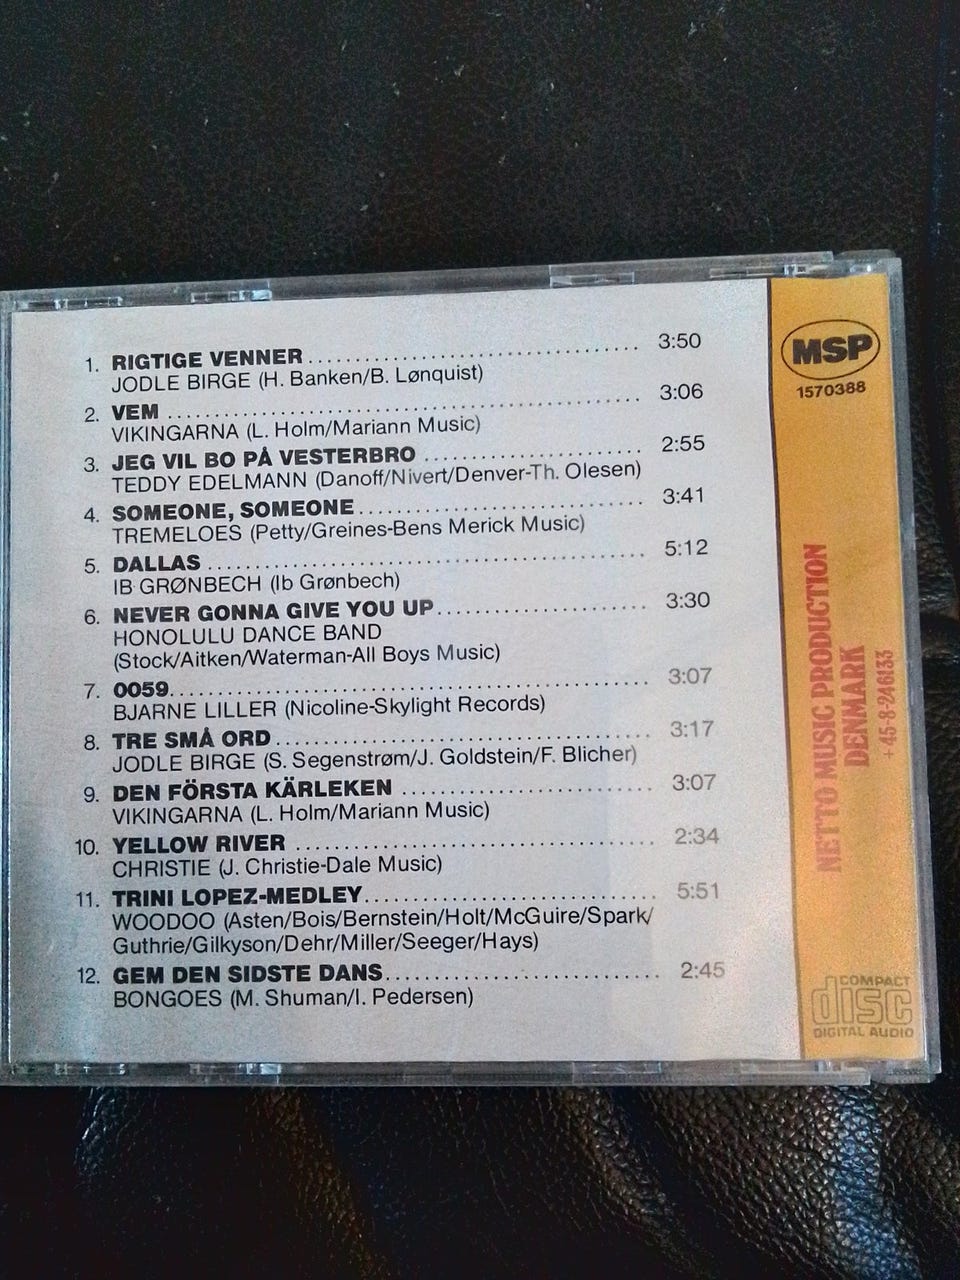 1. RIGTIGE VENNER 3:50
JODLE BIRGE (H. Banken/B. Lønquist)
2. VEM 3:06
VIKINGARNA (L. Holm/Mariann Music)
3. JEG VIL BO PÅ VESTERBRO 2:55
TEDDY EDELMANN (Danoff/Nivert/Denver-Th. Olesen)
4. SOMEONE, SOMEONE 3:41
TREMELOES (Petty/Greines-Bens Merick Music)
5. DALLAS 5:12
IB GRØNBECH (Ib Grønbech)
6. NEVER GONNA GIVE YOU UP 3:30
HONOLULU DANCE BAND
(Stock/Aitken/Waterman-All Boys Music)
7. 0059 3:07
BJARNE LILLER (Nicoline-Skylight Records)
8. TRE SMÅ ORD 3:17
JODLE BIRGE (S. Segenstrøm/J. Goldstein/F. Blicher)
9. DEN FÖRSTA KÄRLEKEN 3:07
VIKINGARNA (L. Holm/Mariann Music)
10. YELLOW RIVER 2:34
CHRISTIE (J. Christie-Dale Music)
11. TRINI LOPEZ-MEDLEY 5:51
WOODOO (Asten/Bois/Bernstein/Holt/McGuire/Spark/
Guthrie/Gilkyson/Dehr/Miller/Seeger/Hays)
12. GEM DEN SIDSTE DANS 2:45
BONGOES (M. Shuman/I. Pedersen)
MSP
1570388
NETTO MUSIC PRODUCTION
DENMARK
+45-8-246133
COMPACT
disc
DIGITAL AUDIO